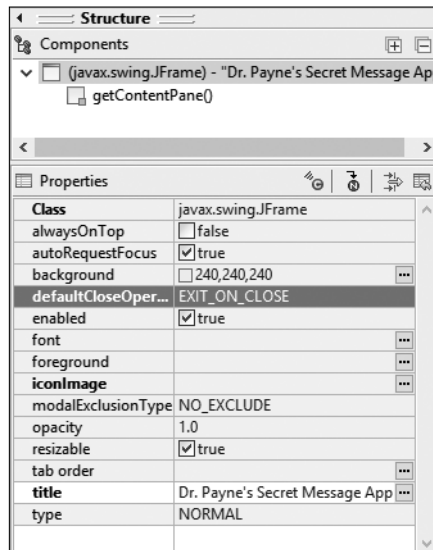 Structure
Components
(javax.swing.JFrame) - "Dr. Payne's Secret Message Ap
getContentPane()
Properties
Class javax.swing.JFrame
alwaysOnTop false
autoRequestFocus true
background 240,240,240
defaultCloseOper... EXIT_ON_CLOSE
enabled true
font
foreground
iconImage
modalExclusionType NO_EXCLUDE
opacity 1.0
resizable true
tab order
title Dr. Payne's Secret Message App
type NORMAL